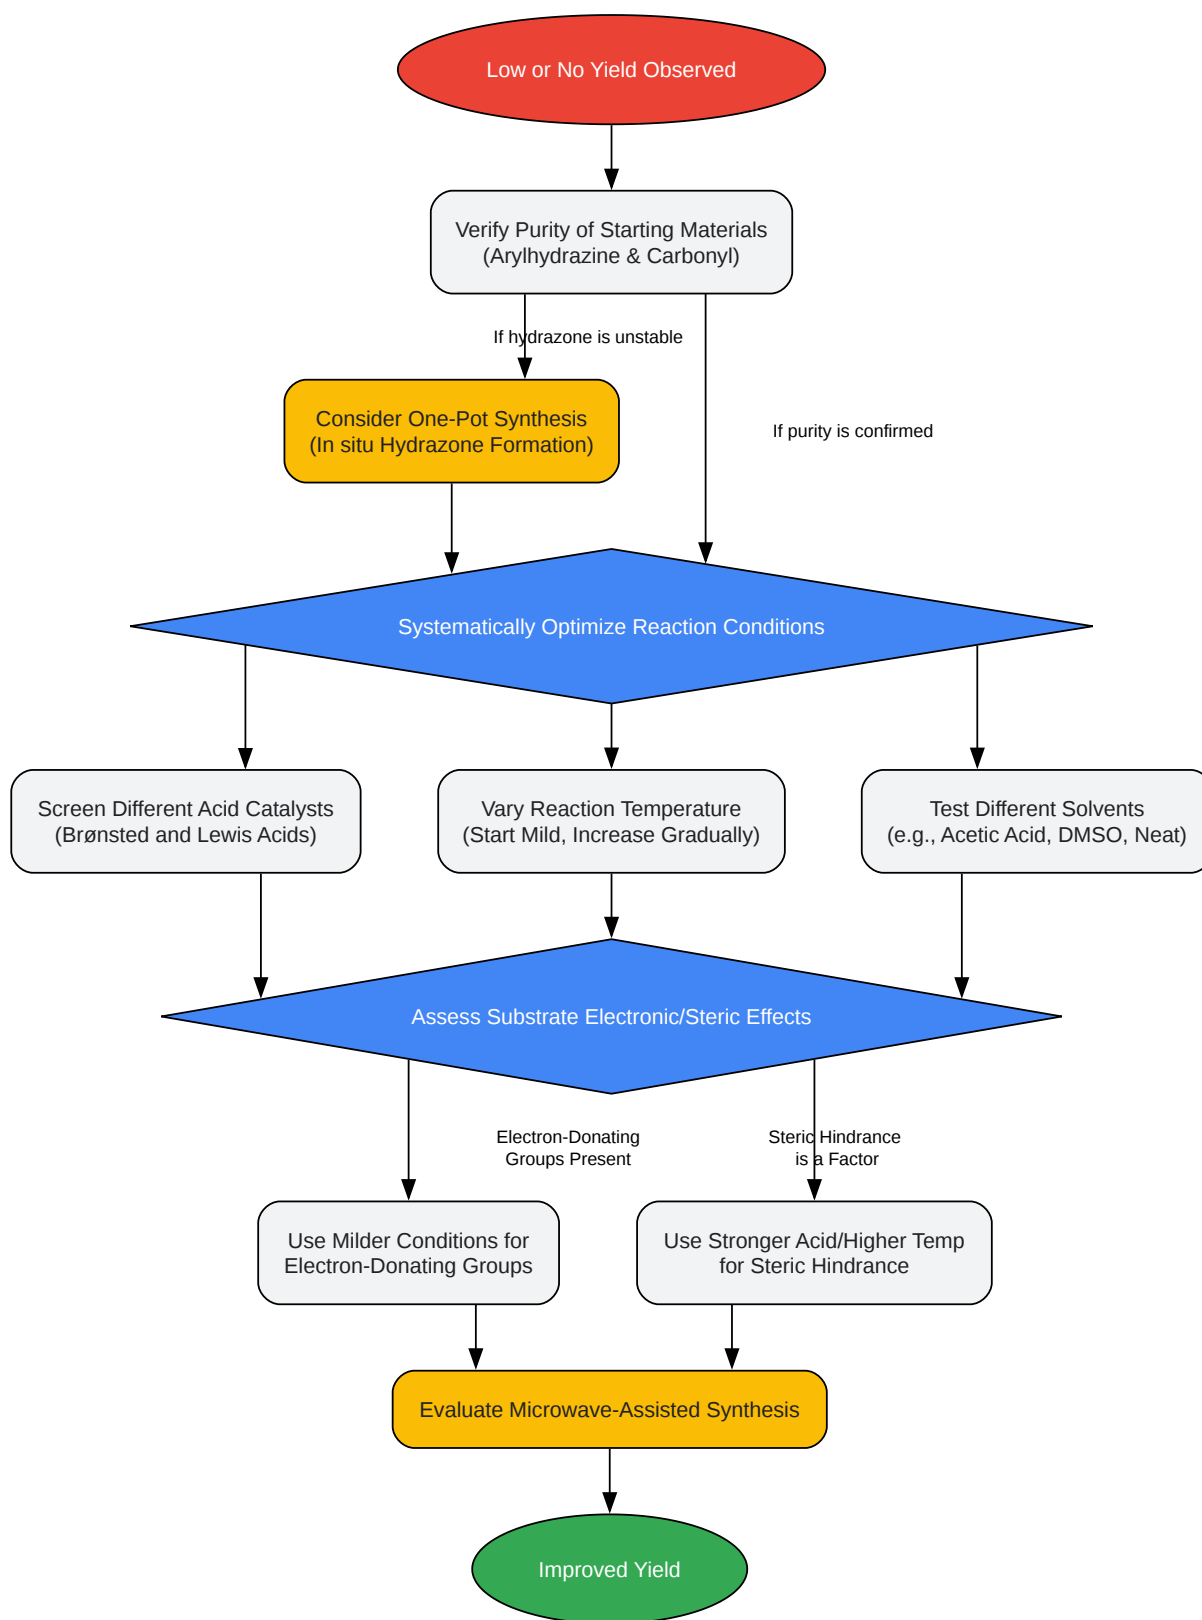 Low or No Yield Observed
Verify Purity of Starting Materials
(Arylhydrazine & Carbonyl)
If hydrazone is unstable
Consider One-Pot Synthesis
(In situ Hydrazone Formation)
If purity is confirmed
Systematically Optimize Reaction Conditions
Screen Different Acid Catalysts
(Brønsted and Lewis Acids)
Vary Reaction Temperature
(Start Mild, Increase Gradually)
Test Different Solvents
(e.g., Acetic Acid, DMSO, Neat)
Assess Substrate Electronic/Steric Effects
Electron-Donating
Groups Present
Steric Hindrance
is a Factor
Use Milder Conditions for
Electron-Donating Groups
Use Stronger Acid/Higher Temp
for Steric Hindrance
Evaluate Microwave-Assisted Synthesis
Improved Yield